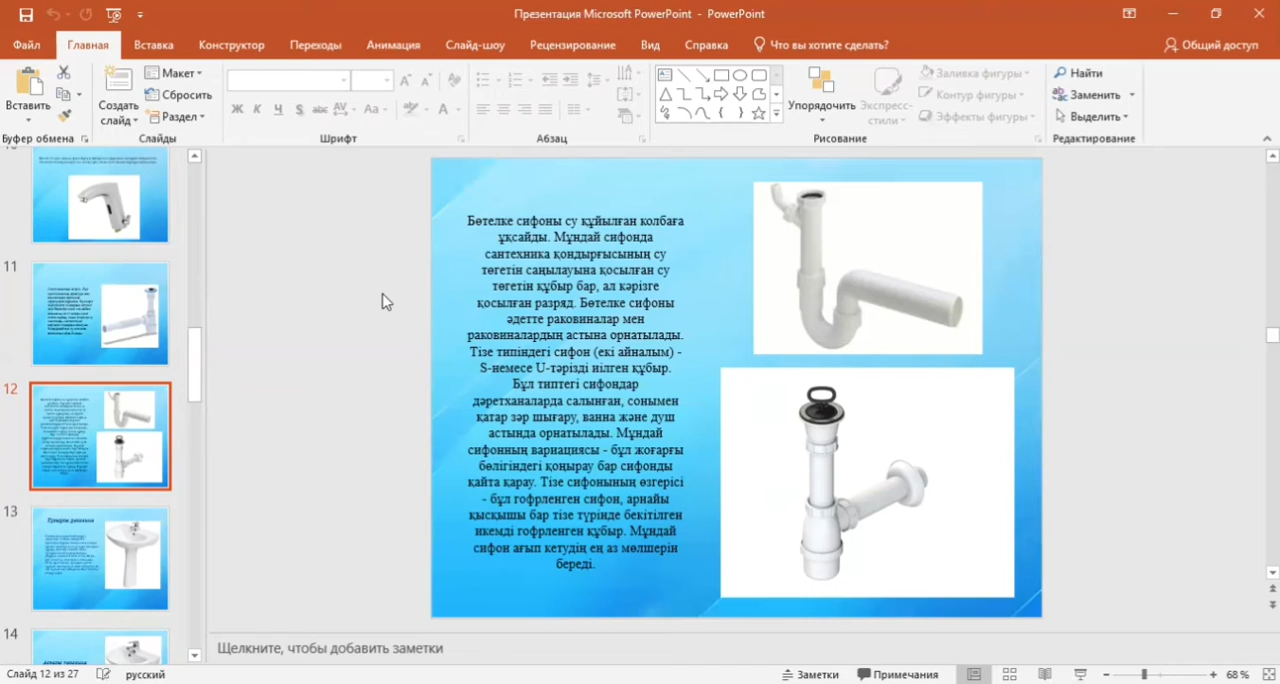 Презентация Microsoft PowerPoint - PowerPoint
Файл Главная Вставка Конструктор Переходы Анимация Слайд-шоу Рецензирование Вид Справка Что вы хотите сделать? Общий доступ
Вставить
Создать слайд
Макет
Сбросить
Раздел
Ж К Ч S abc AV Aa А
Упорядочить
Экспресс-стили
Заливка фигуры
Контур фигуры
Эффекты фигуры
Найти
Заменить
Выделить
Буфер обмена Слайды Шрифт Абзац Рисование Редактирование
11
12
13
14
Бөтелке сифоны су құйылған колбаға
ұқсайды. Мұндай сифонда
сантехника қондырғысының су
төгетін саңылауына қосылған су
төгетін құбыр бар, ал кәрізге
қосылған разряд. Бөтелке сифоны
әдетте раковиналар мен
раковиналардың астына орнатылады.
Тізе типіндегі сифон (екі айналым) -
S-немесе U-тәрізді иілген құбыр.
Бұл типтегі сифондар
дәретханаларда салынған, сонымен
қатар зәр шығару, ванна және душ
астында орнатылады. Мұндай
сифонның вариациясы - бұл жоғарғы
бөлігіндегі қоңырау бар сифонды
қайта қарау. Тізе сифонының өзгерісі
- бұл гофрленген сифон, арнайы
қысқышы бар тізе түрінде бекітілген
икемді гофрленген құбыр. Мұндай
сифон ағып кетудің ең аз мөлшерін
береді.
Щелкните, чтобы добавить заметки
Слайд 12 из 27 русский Заметки Примечания 68 %